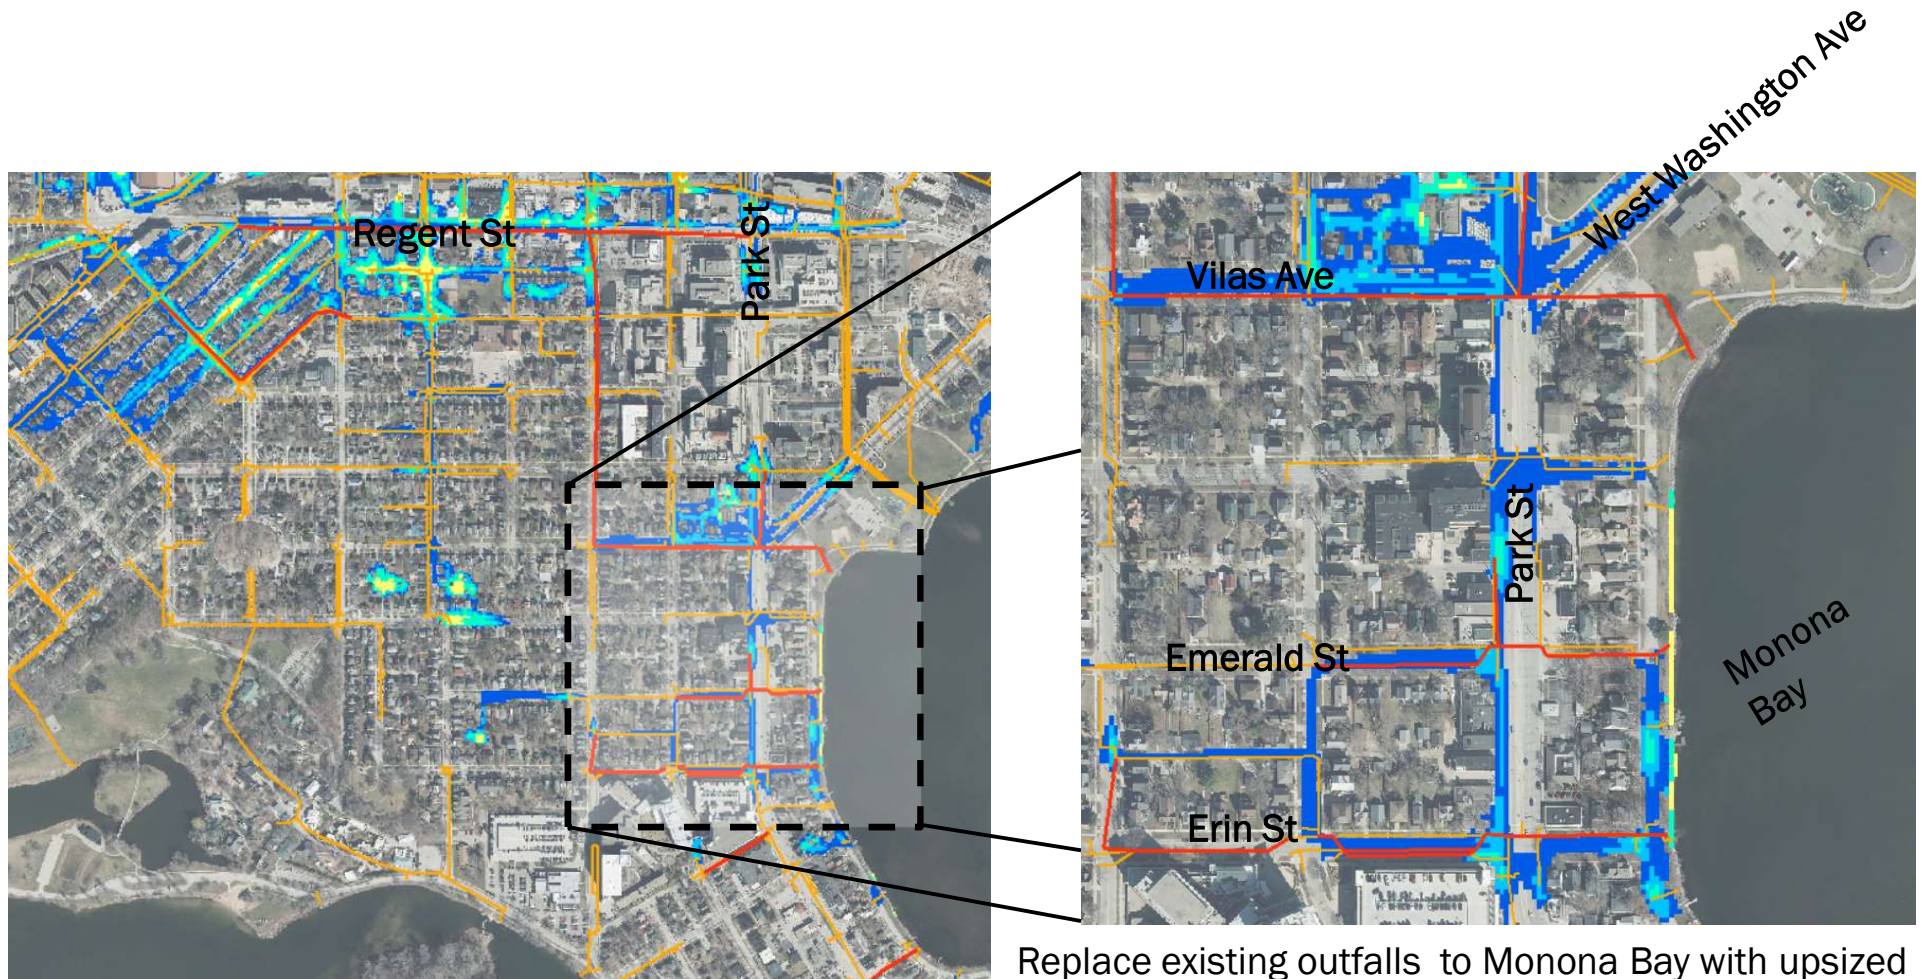 West Washington Ave
Regent St
Park St
Vilas Ave
Park St
Emerald St
Monona
Bay
Erin St
Replace existing outfalls to Monona Bay with upsized